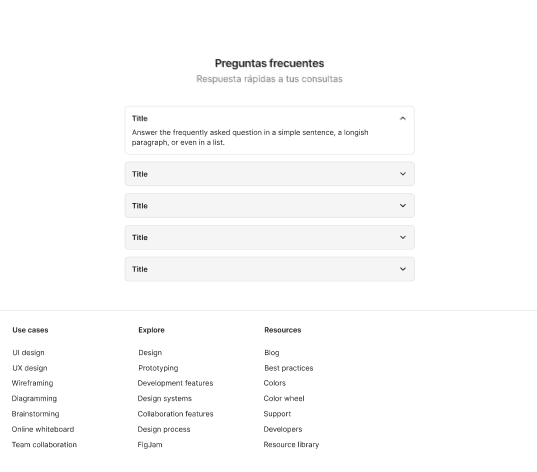 Preguntas frecuentes
Respuesta rápidas a tus consultas
Title
Answer the frequently asked question in a simple sentence, a longish
paragraph, or even in a list.
Title
Title
Title
Title
Use cases
UI design
UX design
Wireframing
Diagramming
Brainstorming
Online whiteboard
Team collaboration
Explore
Design
Prototyping
Development features
Design systems
Collaboration features
Design process
FigJam
Resources
Blog
Best practices
Colors
Color wheel
Support
Developers
Resource library